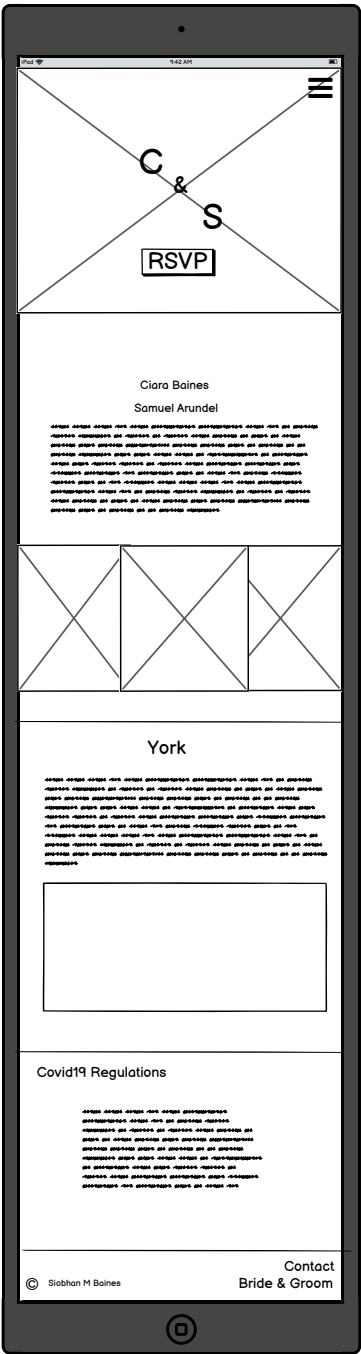 iPad
9:42 AM
C
&
S
RSVP
Ciara Baines
Samuel Arundel
York
Covid19 Regulations
Contact
© Siobhan M Baines
Bride & Groom